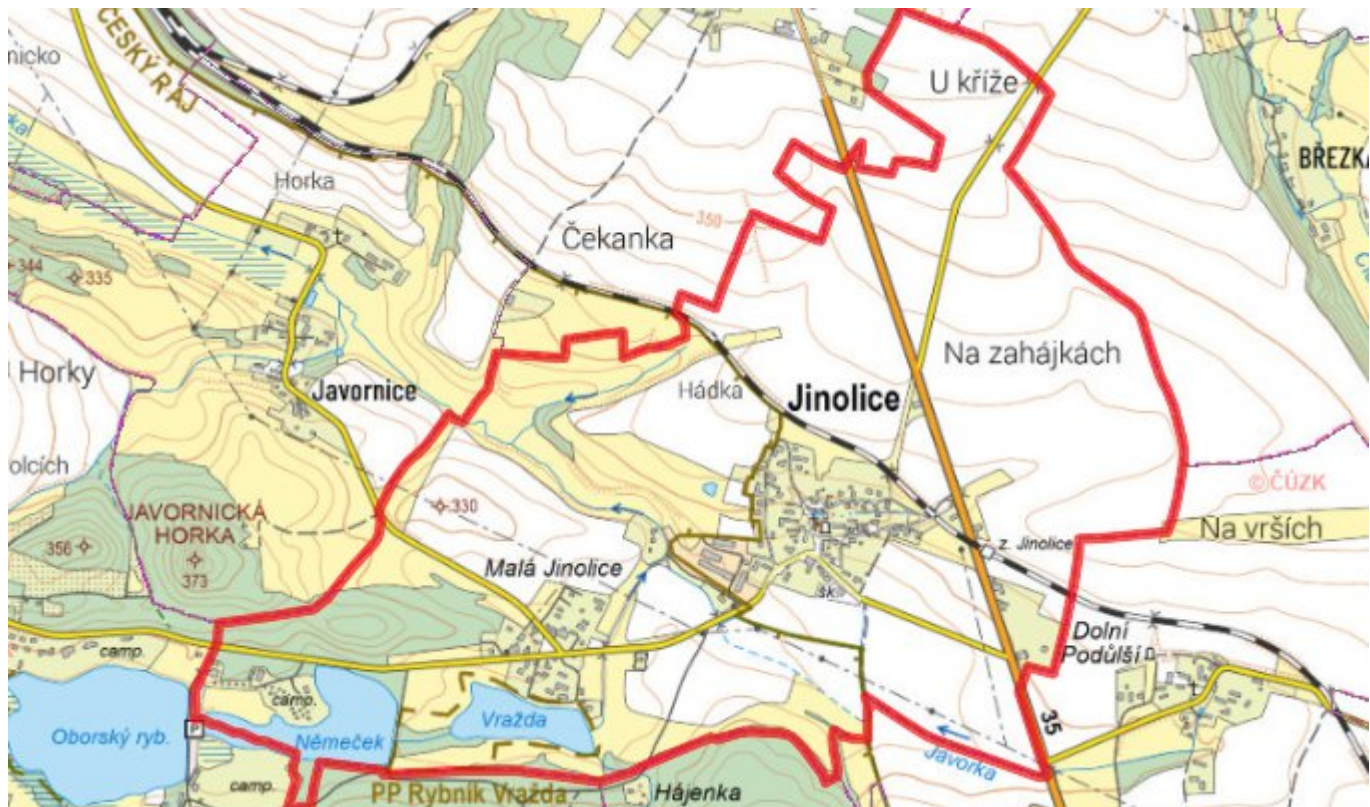 ČESKÝ RÁJ
nicko
U kříže
BŘEZKA
Horka
350
Čekanka
344
335
Na zahájkách
Horky
Javornice
Hádka
Jinolice
olcích
©ČÚZK
JAVORNICKÁ
HORKA
330
Na vrších
356
373
z. Jinolice
Malá Jinolice
šk.
Dolní
Podůlší
camp.
camp.
Vražda
35
Oborský ryb.
P
Němeček
Javorka
camp.
PP Rybník Vražda
Hájenka